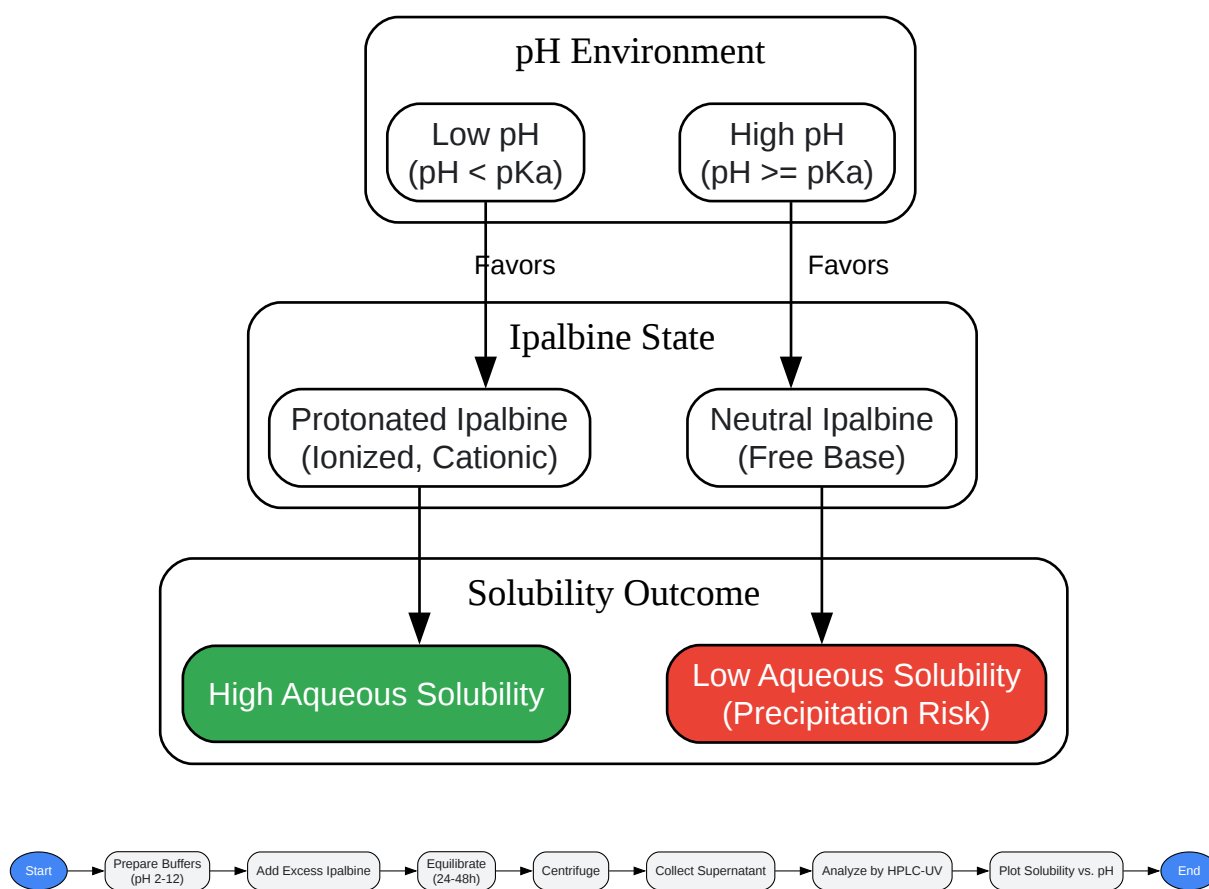 pH Environment
Low pH
(pH < pKa)
High pH
(pH >= pKa)
Favors
Favors
Ipalbine State
Protonated Ipalbine
(Ionized, Cationic)
Neutral Ipalbine
(Free Base)
Solubility Outcome
High Aqueous Solubility
Low Aqueous Solubility
(Precipitation Risk)
Start
Prepare Buffers
(pH 2-12)
Add Excess Ipalbine
Equilibrate
(24-48h)
Centrifuge
Collect Supernatant
Analyze by HPLC-UV
Plot Solubility vs. pH
End